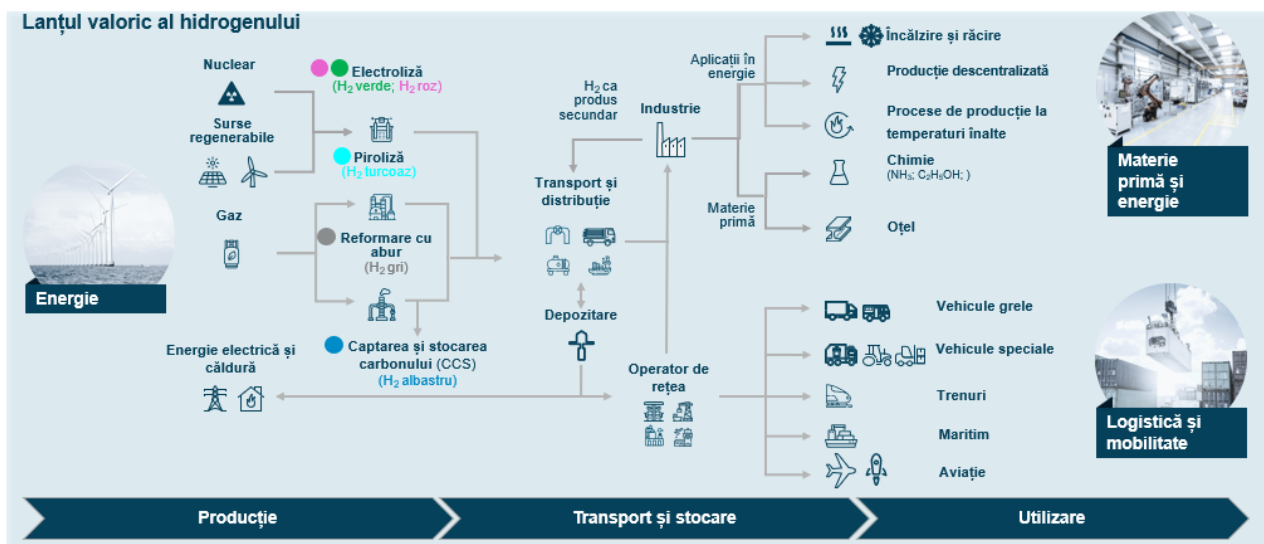 Lanțul valoric al hidrogenului
Nuclear
Surse
regenerabile
Gaz
Energie
Energie electrică și
căldură
Electroliză
(H₂ verde; H₂ roz)
Piroliză
(H₂ turcoaz)
Reformare cu
abur
(H₂ gri)
Captarea și stocarea
carbonului (CCS)
(H₂ albastru)
H₂ ca
produs
secundar
Transport și
distribuție
Depozitare
Industrie
Operator de
rețea
Aplicații în
energie
Materie
primă
Încălzire și răcire
Producție descentralizată
Procese de producție la
temperaturi înalte
Chimie
(NH₃; C₂H₅OH; )
Oțel
Vehicule grele
Vehicule speciale
Trenuri
Maritim
Aviație
Materie
primă și
energie
Logistică și
mobilitate
Producție
Transport și stocare
Utilizare